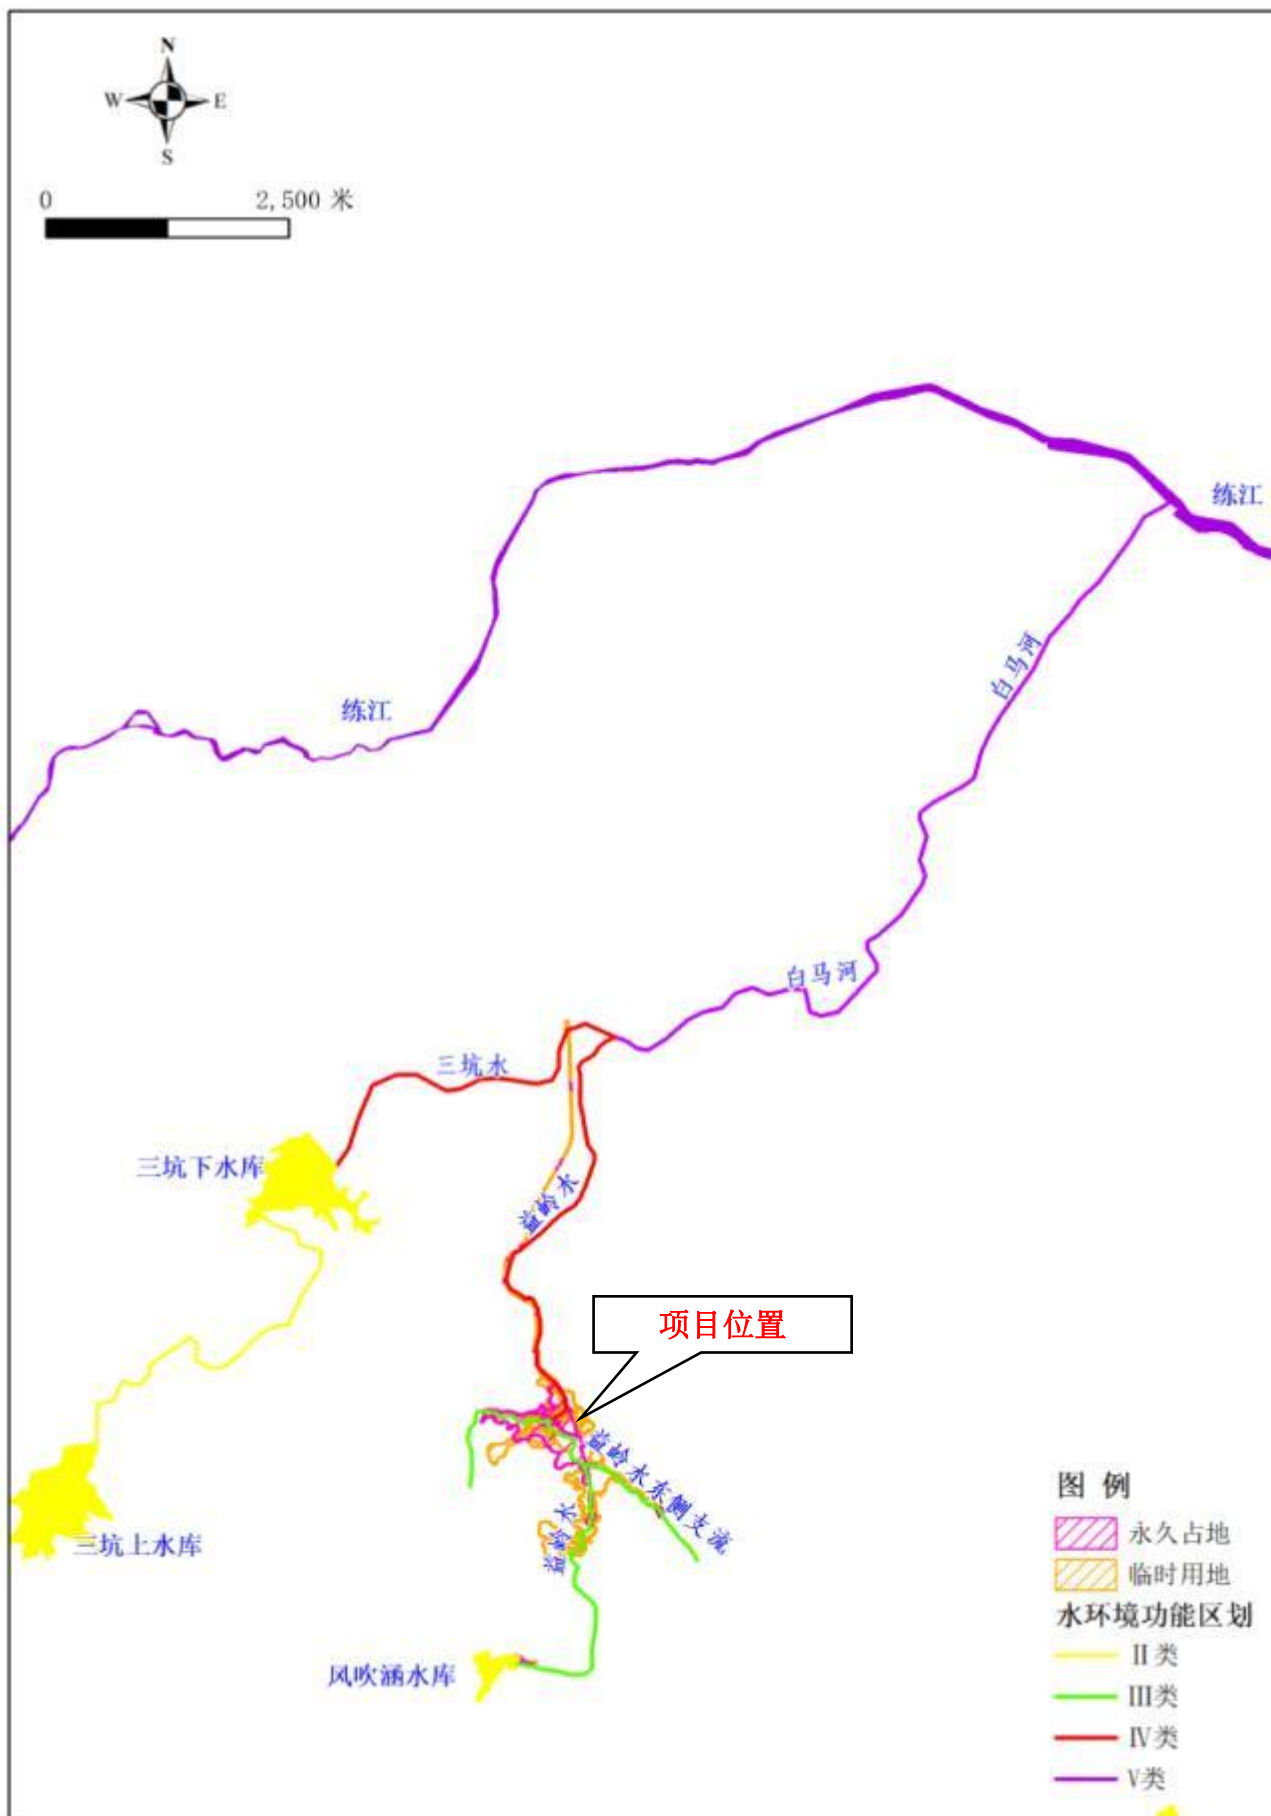 N
W
E
S
0
2,500 米
练江
白马河
练江
白马河
三坑水
三坑下水库
益岭水
项目位置
益岭水东侧支流
益岭水
三坑上水库
风吹涵水库
图 例
永久占地
临时用地
水环境功能区划
II类
III类
IV类
V类